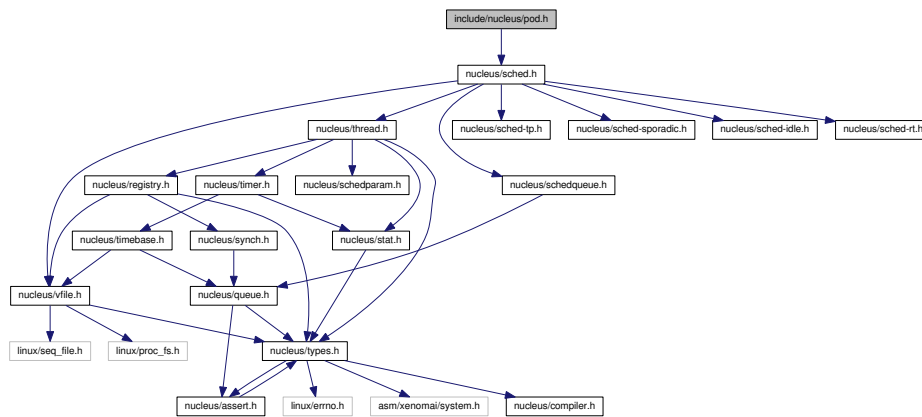 include/nucleus/pod.h
nucleus/sched.h
nucleus/thread.h
nucleus/sched-tp.h
nucleus/sched-sporadic.h
nucleus/sched-idle.h
nucleus/sched-rt.h
nucleus/registry.h
nucleus/timer.h
nucleus/schedparam.h
nucleus/schedqueue.h
nucleus/timebase.h
nucleus/synch.h
nucleus/stat.h
nucleus/vfile.h
nucleus/queue.h
linux/seq_file.h
linux/proc_fs.h
nucleus/types.h
nucleus/assert.h
linux/errno.h
asm/xenomai/system.h
nucleus/compiler.h